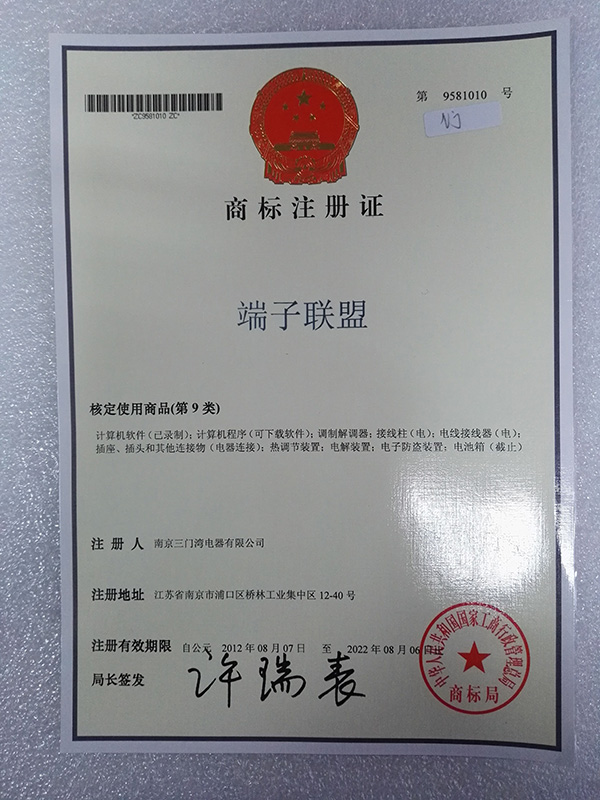 第 9581010 号
*ZC9581010 ZC*
商标注册证
端子联盟
核定使用商品(第 9 类)
计算机软件（已录制）；计算机程序（可下载软件）；调制解调器；接线柱（电）；电线接线器（电）；
插座、插头和其他连接物（电器连接）；热调节装置；电解装置；电子防盗装置；电池箱（截止）
注 册 人 南京三门湾电器有限公司
注册地址 江苏省南京市浦口区桥林工业集中区 12-40 号
注册有效期限 自公元 2012 年 08 月 07 日 至 2022 年 08 月 06 日
局长签发 许瑞表
中华人民共和国国家工商行政管理总局
商标局